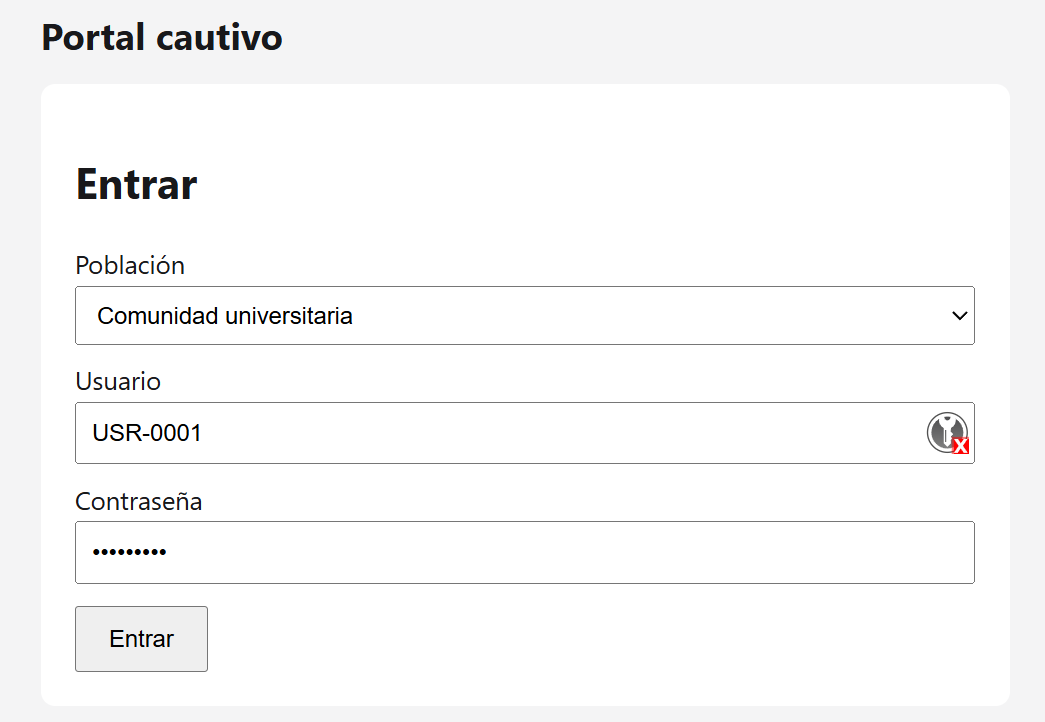 Portal cautivo
Entrar
Población
Comunidad universitaria
Usuario
USR-0001
Contraseña
•••••••••
Entrar